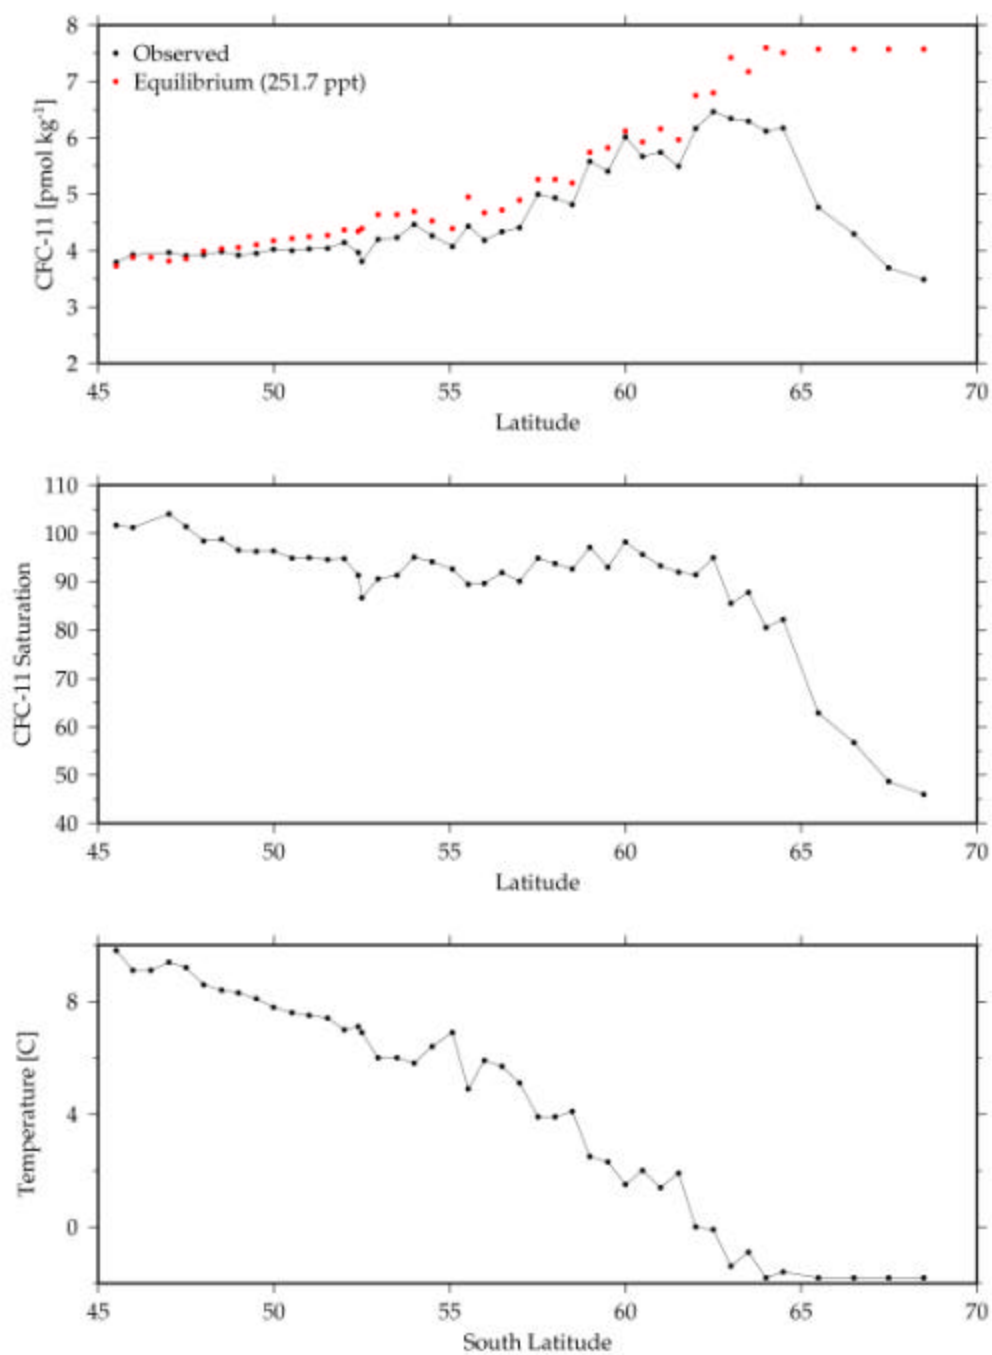 8
7
6
5
4
3
2
CFC-11 [pmol kg-1]
Observed
Equilibrium (251.7 ppt)
45 50 55 60 65 70
Latitude
110
100
90
80
70
60
50
40
CFC-11 Saturation
45 50 55 60 65 70
Latitude
8
4
0
Temperature [C]
45 50 55 60 65 70
South Latitude